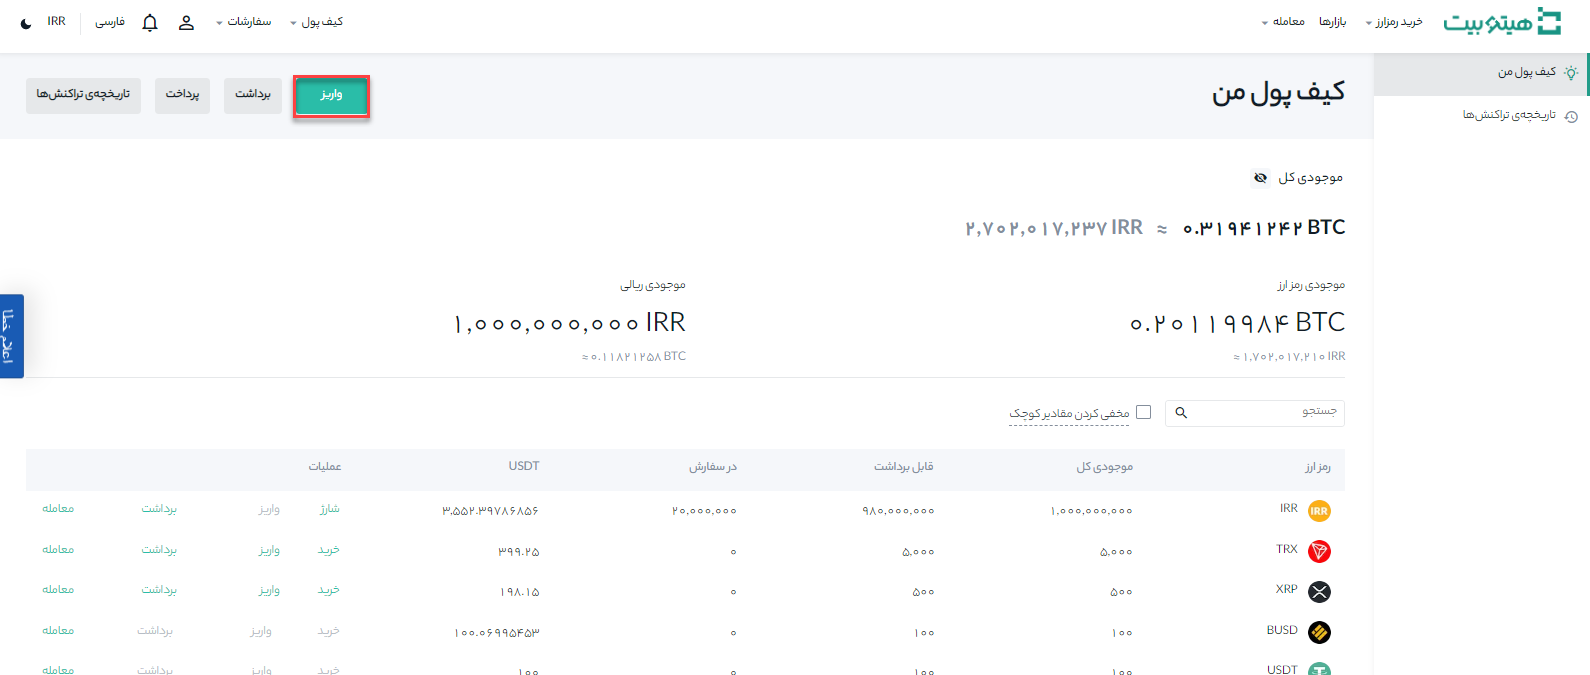 هیتوبیت خرید رمزارز بازارها معامله کیف پول سفارشات فارسی IRR
کیف پول من
تاریخچه‌ی تراکنش‌ها
کیف پول من
واریز برداشت پرداخت تاریخچه‌ی تراکنش‌ها
موجودی کل
۰.۳۱۹۴۱۲۴۲ BTC ≈ ۲,۷۰۲,۰۱۷,۲۳۷ IRR
موجودی رمز ارز موجودی ریالی
۰.۲۰۱۱۹۹۸۴ BTC ۱,۰۰۰,۰۰۰,۰۰۰ IRR
≈ ۱,۷۰۲,۰۱۷,۲۱۰ IRR ≈ ۰.۱۱۸۲۱۲۵۸ BTC
اعلام خطا
جستجو مخفی کردن مقادیر کوچک
رمز ارز موجودی کل قابل برداشت در سفارش USDT عملیات
IRR IRR ۱,۰۰۰,۰۰۰,۰۰۰ ۹۸۰,۰۰۰,۰۰۰ ۲۰,۰۰۰,۰۰۰ ۳,۵۵۲.۳۹۷۸۶۸۵۶ شارژ واریز برداشت معامله
TRX ۵,۰۰۰ ۵,۰۰۰ ۰ ۳۹۹.۲۵ خرید واریز برداشت معامله
XRP ۵۰۰ ۵۰۰ ۰ ۱۹۸.۱۵ خرید واریز برداشت معامله
BUSD ۱۰۰ ۱۰۰ ۰ ۱۰۰.۰۶۹۹۵۴۵۳ خرید واریز برداشت معامله
USDT ۱۰۰ ۱۰۰ ۰ ۱۰۰ خرید واریز برداشت معامله